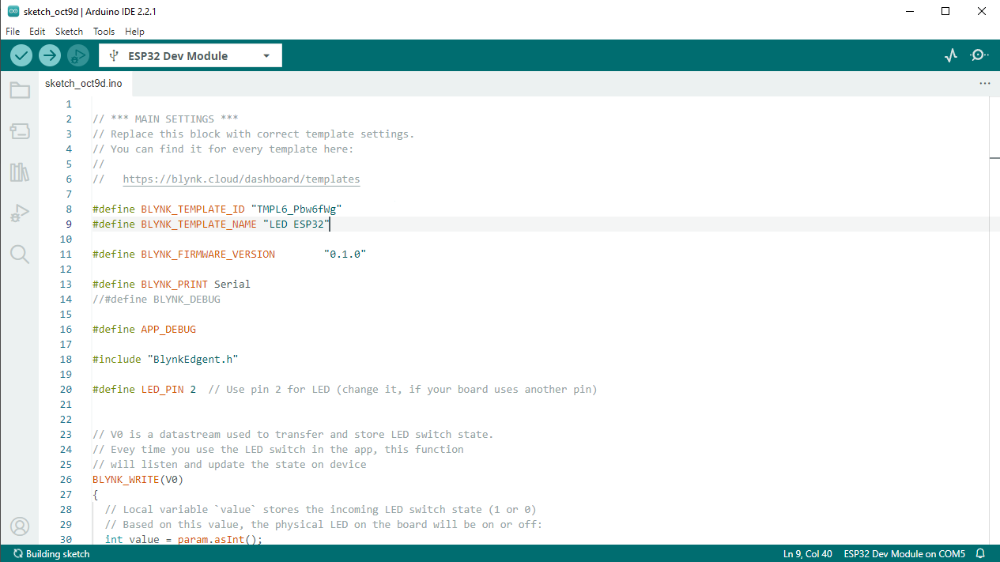 sketch_oct9d | Arduino IDE 2.2.1
File Edit Sketch Tools Help
ESP32 Dev Module
sketch_oct9d.ino
1
2 // *** MAIN SETTINGS ***
3 // Replace this block with correct template settings.
4 // You can find it for every template here:
5 //
6 //   https://blynk.cloud/dashboard/templates
7
8 #define BLYNK_TEMPLATE_ID "TMPL6_Pbw6fWg"
9 #define BLYNK_TEMPLATE_NAME "LED ESP32"
10
11 #define BLYNK_FIRMWARE_VERSION        "0.1.0"
12
13 #define BLYNK_PRINT Serial
14 //#define BLYNK_DEBUG
15
16 #define APP_DEBUG
17
18 #include "BlynkEdgent.h"
19
20 #define LED_PIN 2  // Use pin 2 for LED (change it, if your board uses another pin)
21
22
23 // V0 is a datastream used to transfer and store LED switch state.
24 // Evey time you use the LED switch in the app, this function
25 // will listen and update the state on device
26 BLYNK_WRITE(V0)
27 {
28   // Local variable `value` stores the incoming LED switch state (1 or 0)
29   // Based on this value, the physical LED on the board will be on or off:
30   int value = param.asInt();
Building sketch
Ln 9, Col 40 ESP32 Dev Module on COM5